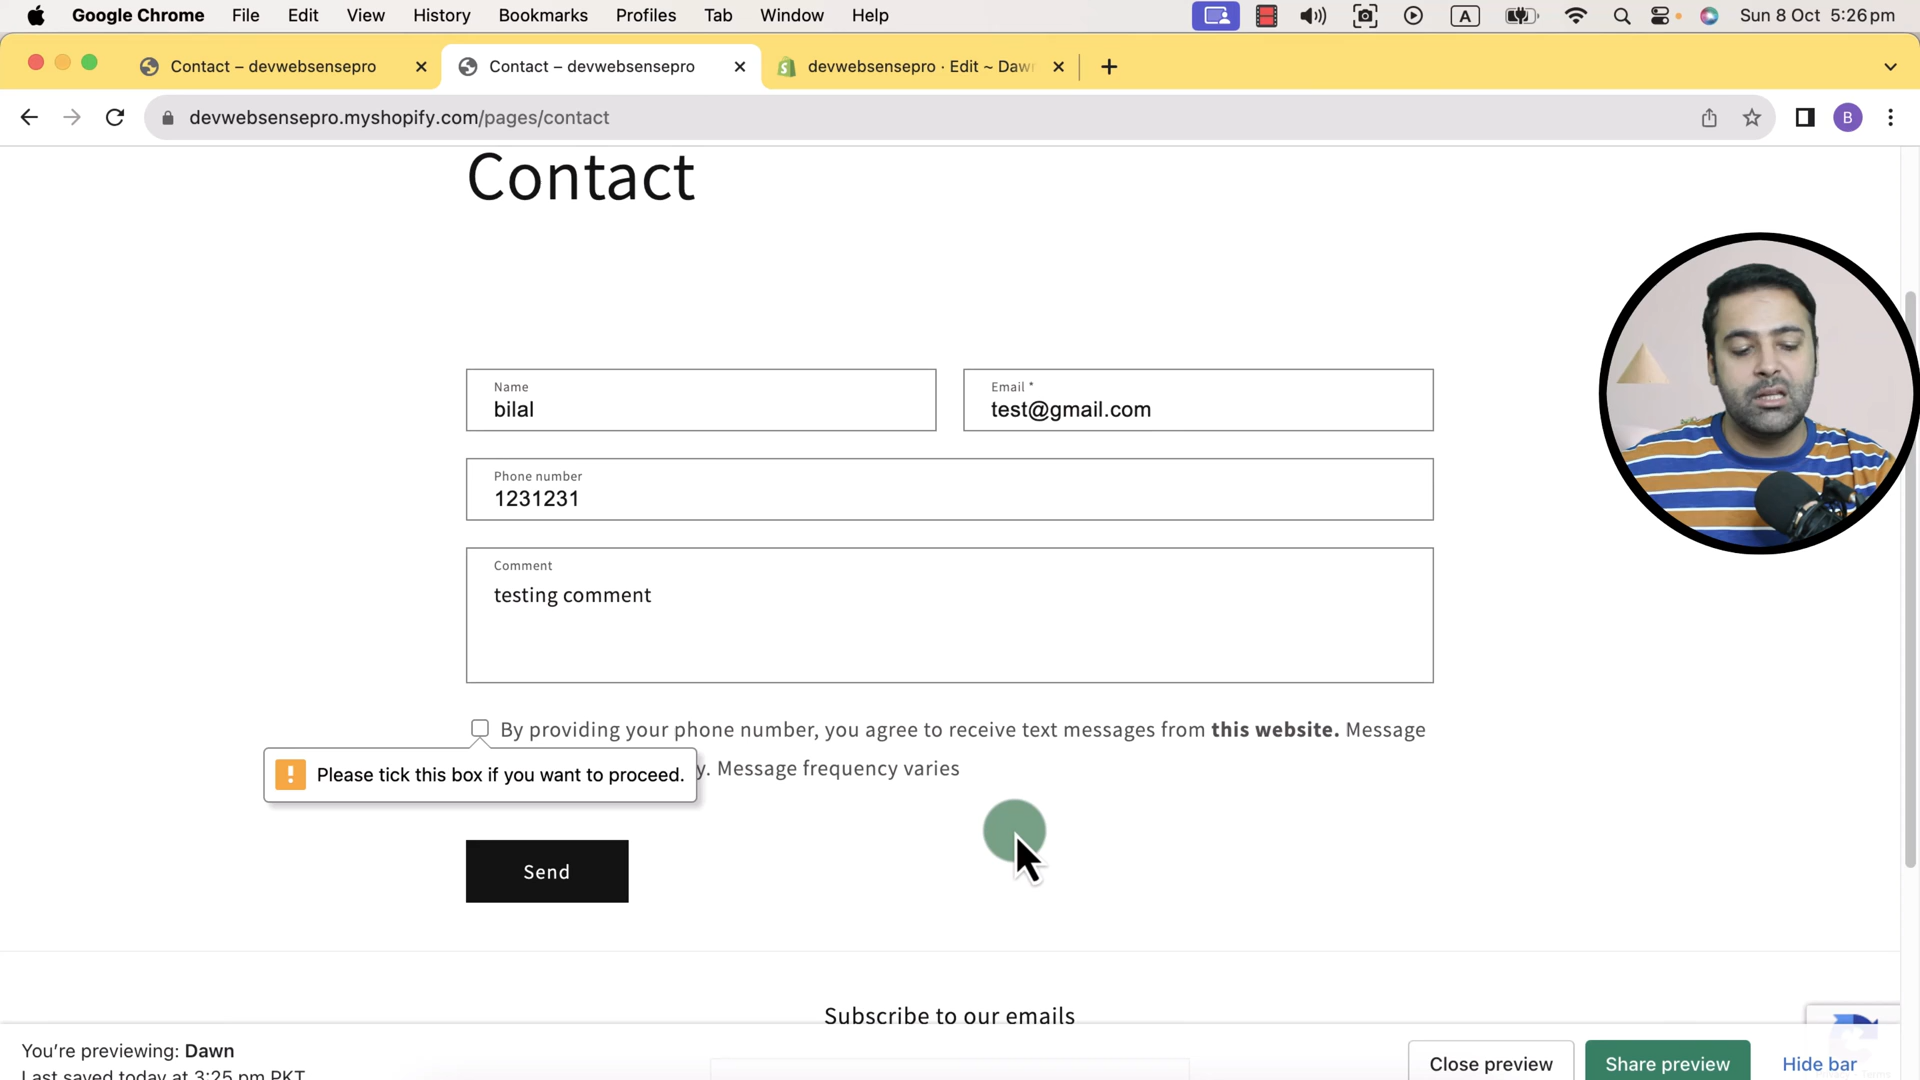 Google Chrome File Edit View History Bookmarks Profiles Tab Window Help A Sun 8 Oct 5:26 pm
Contact – devwebsensepro Contact – devwebsensepro devwebsensepro · Edit ~ Daw
devwebsensepro.myshopify.com/pages/contact B
Contact
Name Email *
bilal test@gmail.com
Phone number
1231231
Comment
testing comment
By providing your phone number, you agree to receive text messages from this website. Message
Please tick this box if you want to proceed. y. Message frequency varies
Send
Subscribe to our emails
You're previewing: Dawn
Last saved today at 3:25 pm PKT
Close preview Share preview Hide bar